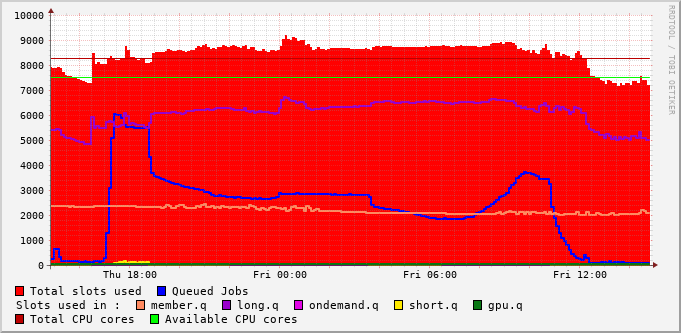 10000
9000
8000
7000
6000
5000
4000
3000
2000
1000
0
Thu 18:00 Fri 00:00 Fri 06:00 Fri 12:00
Total slots used Queued Jobs
Slots used in : member.q long.q ondemand.q short.q gpu.q
Total CPU cores Available CPU cores
RRDTOOL / TOBI OETIKER